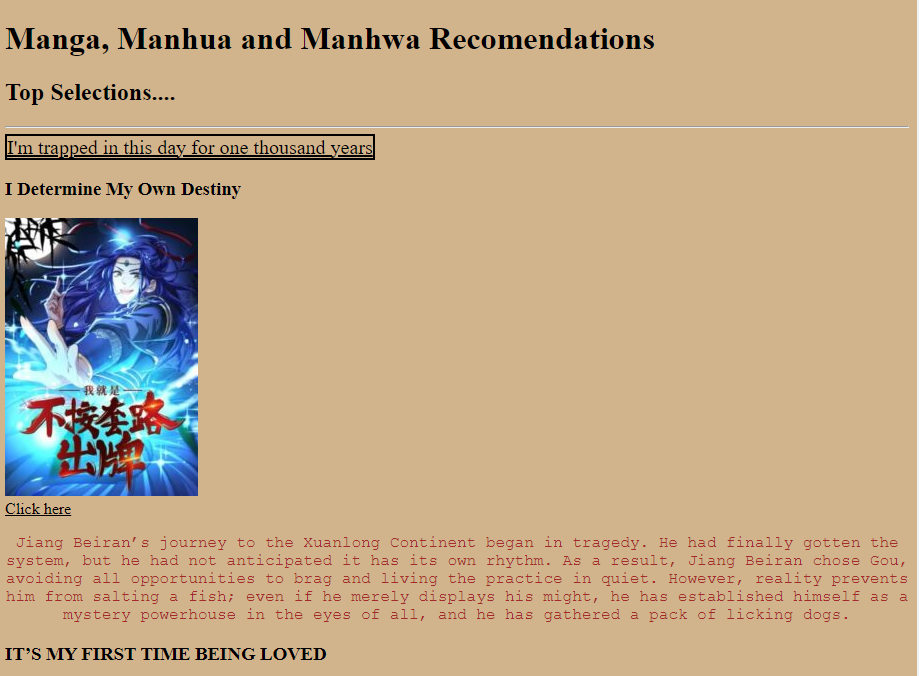 Manga, Manhua and Manhwa Recomendations
Top Selections....
I'm trapped in this day for one thousand years
I Determine My Own Destiny
我就是
不按套路
出牌
Click here
Jiang Beiran’s journey to the Xuanlong Continent began in tragedy. He had finally gotten the
system, but he had not anticipated it has its own rhythm. As a result, Jiang Beiran chose Gou,
avoiding all opportunities to brag and living the practice in quiet. However, reality prevents
him from salting a fish; even if he merely displays his might, he has established himself as a
mystery powerhouse in the eyes of all, and he has gathered a pack of licking dogs.
IT’S MY FIRST TIME BEING LOVED